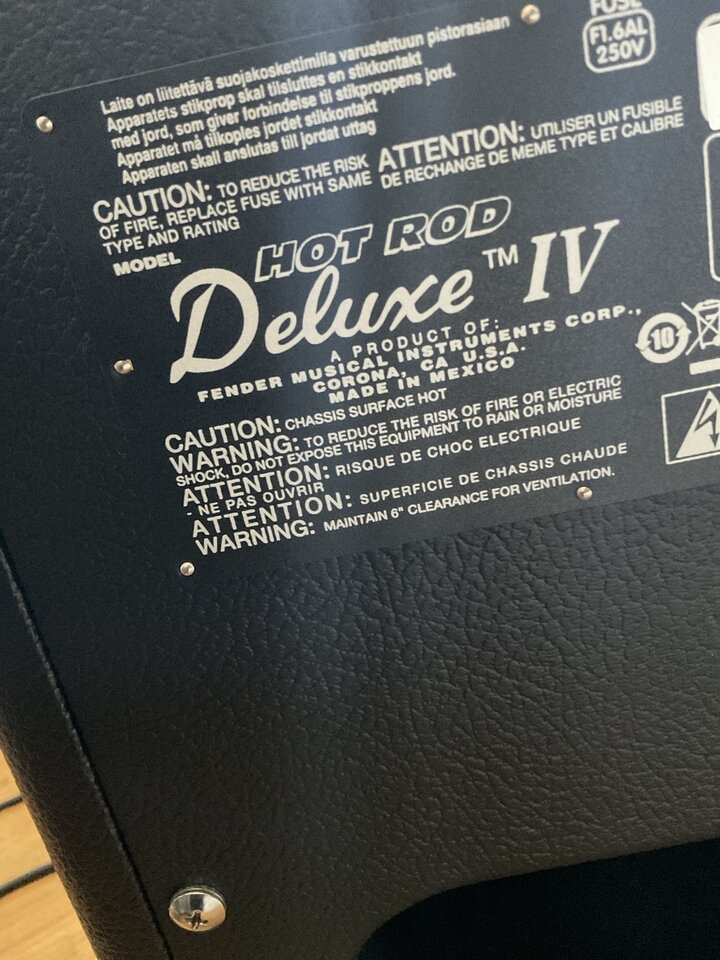 FUSE
F1.6AL
250V
Laite on liitettävä suojakoskettimilla varustettuun pistorasiaan
Apparatets stikprop skal tilsluttes en stikkontakt
med jord, som giver forbindelse til stikproppens jord.
Apparatet må tilkoples jordet stikkontakt
Apparaten skall anslutas till jordat uttag
CAUTION: TO REDUCE THE RISK
OF FIRE, REPLACE FUSE WITH SAME
TYPE AND RATING
ATTENTION: UTILISER UN FUSIBLE
DE RECHANGE DE MEME TYPE ET CALIBRE
MODEL
HOT ROD
Deluxe™ IV
A PRODUCT OF:
FENDER MUSICAL INSTRUMENTS CORP.,
CORONA, CA U.S.A.
MADE IN MEXICO
10
CAUTION: CHASSIS SURFACE HOT
WARNING: TO REDUCE THE RISK OF FIRE OR ELECTRIC
SHOCK, DO NOT EXPOSE THIS EQUIPMENT TO RAIN OR MOISTURE
ATTENTION: RISQUE DE CHOC ELECTRIQUE
- NE PAS OUVRIR
ATTENTION: SUPERFICIE DE CHASSIS CHAUDE
WARNING: MAINTAIN 6" CLEARANCE FOR VENTILATION.